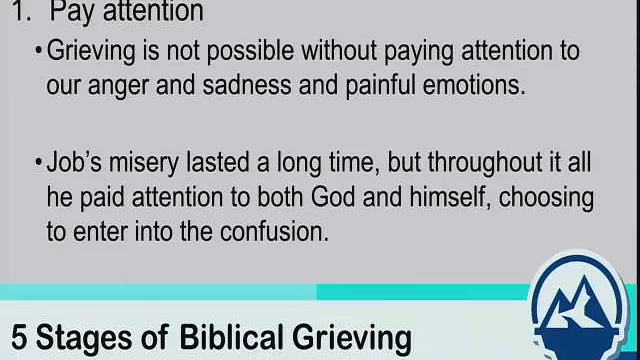 1. Pay attention
•Grieving is not possible without paying attention to
our anger and sadness and painful emotions.
•Job's misery lasted a long time, but throughout it all
he paid attention to both God and himself, choosing
to enter into the confusion.
5 Stages of Biblical Grieving